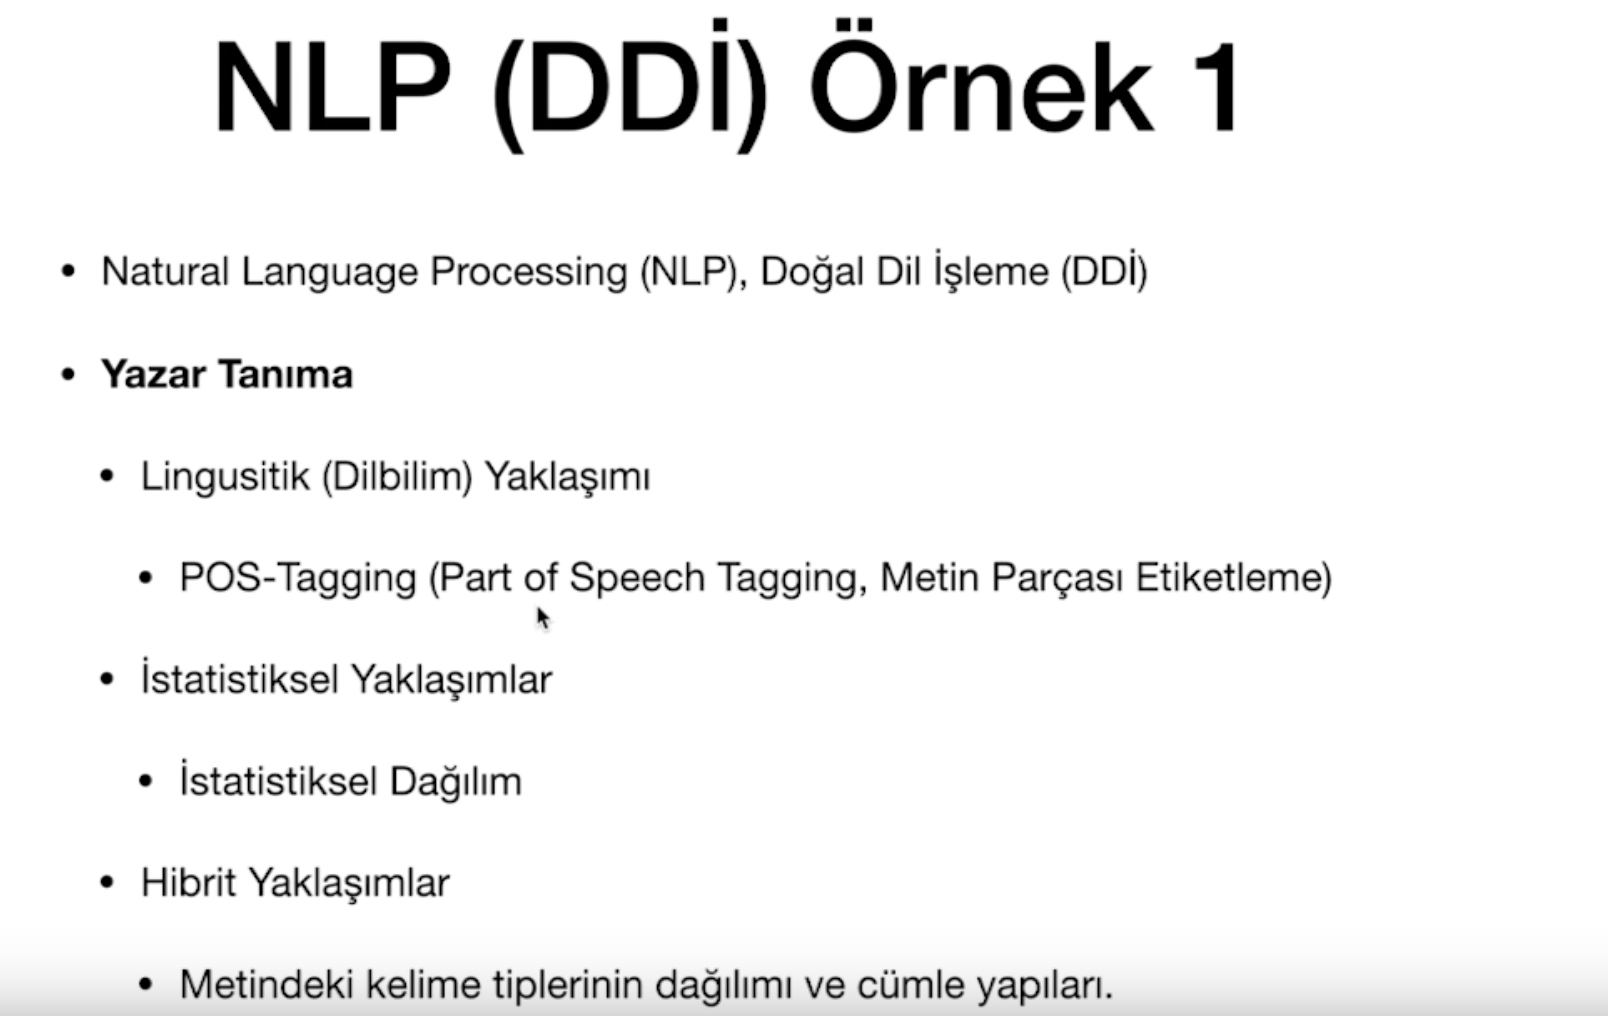 NLP (DDİ) Örnek 1
• Natural Language Processing (NLP), Doğal Dil İşleme (DDİ)
• Yazar Tanıma
• Lingusitik (Dilbilim) Yaklaşımı
• POS-Tagging (Part of Speech Tagging, Metin Parçası Etiketleme)
• İstatistiksel Yaklaşımlar
• İstatistiksel Dağılım
• Hibrit Yaklaşımlar
• Metindeki kelime tiplerinin dağılımı ve cümle yapıları.